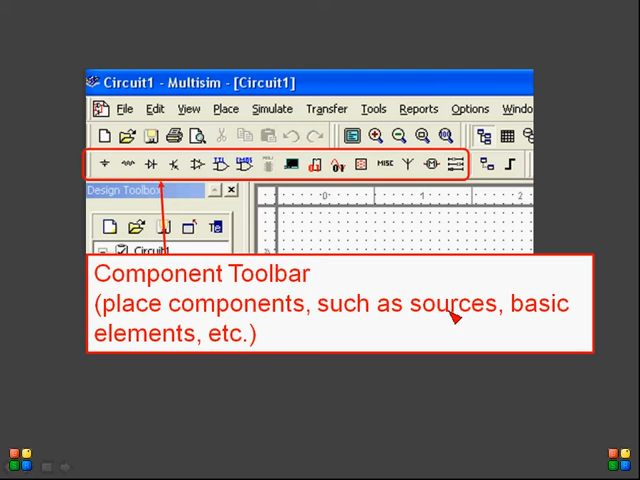 Circuit1 - Multisim - [Circuit1]
File Edit View Place Simulate Transfer Tools Reports Options Windo
MISC
Design Toolbox
0 1 2
Circuit1
Component Toolbar
(place components, such as sources, basic
elements, etc.)